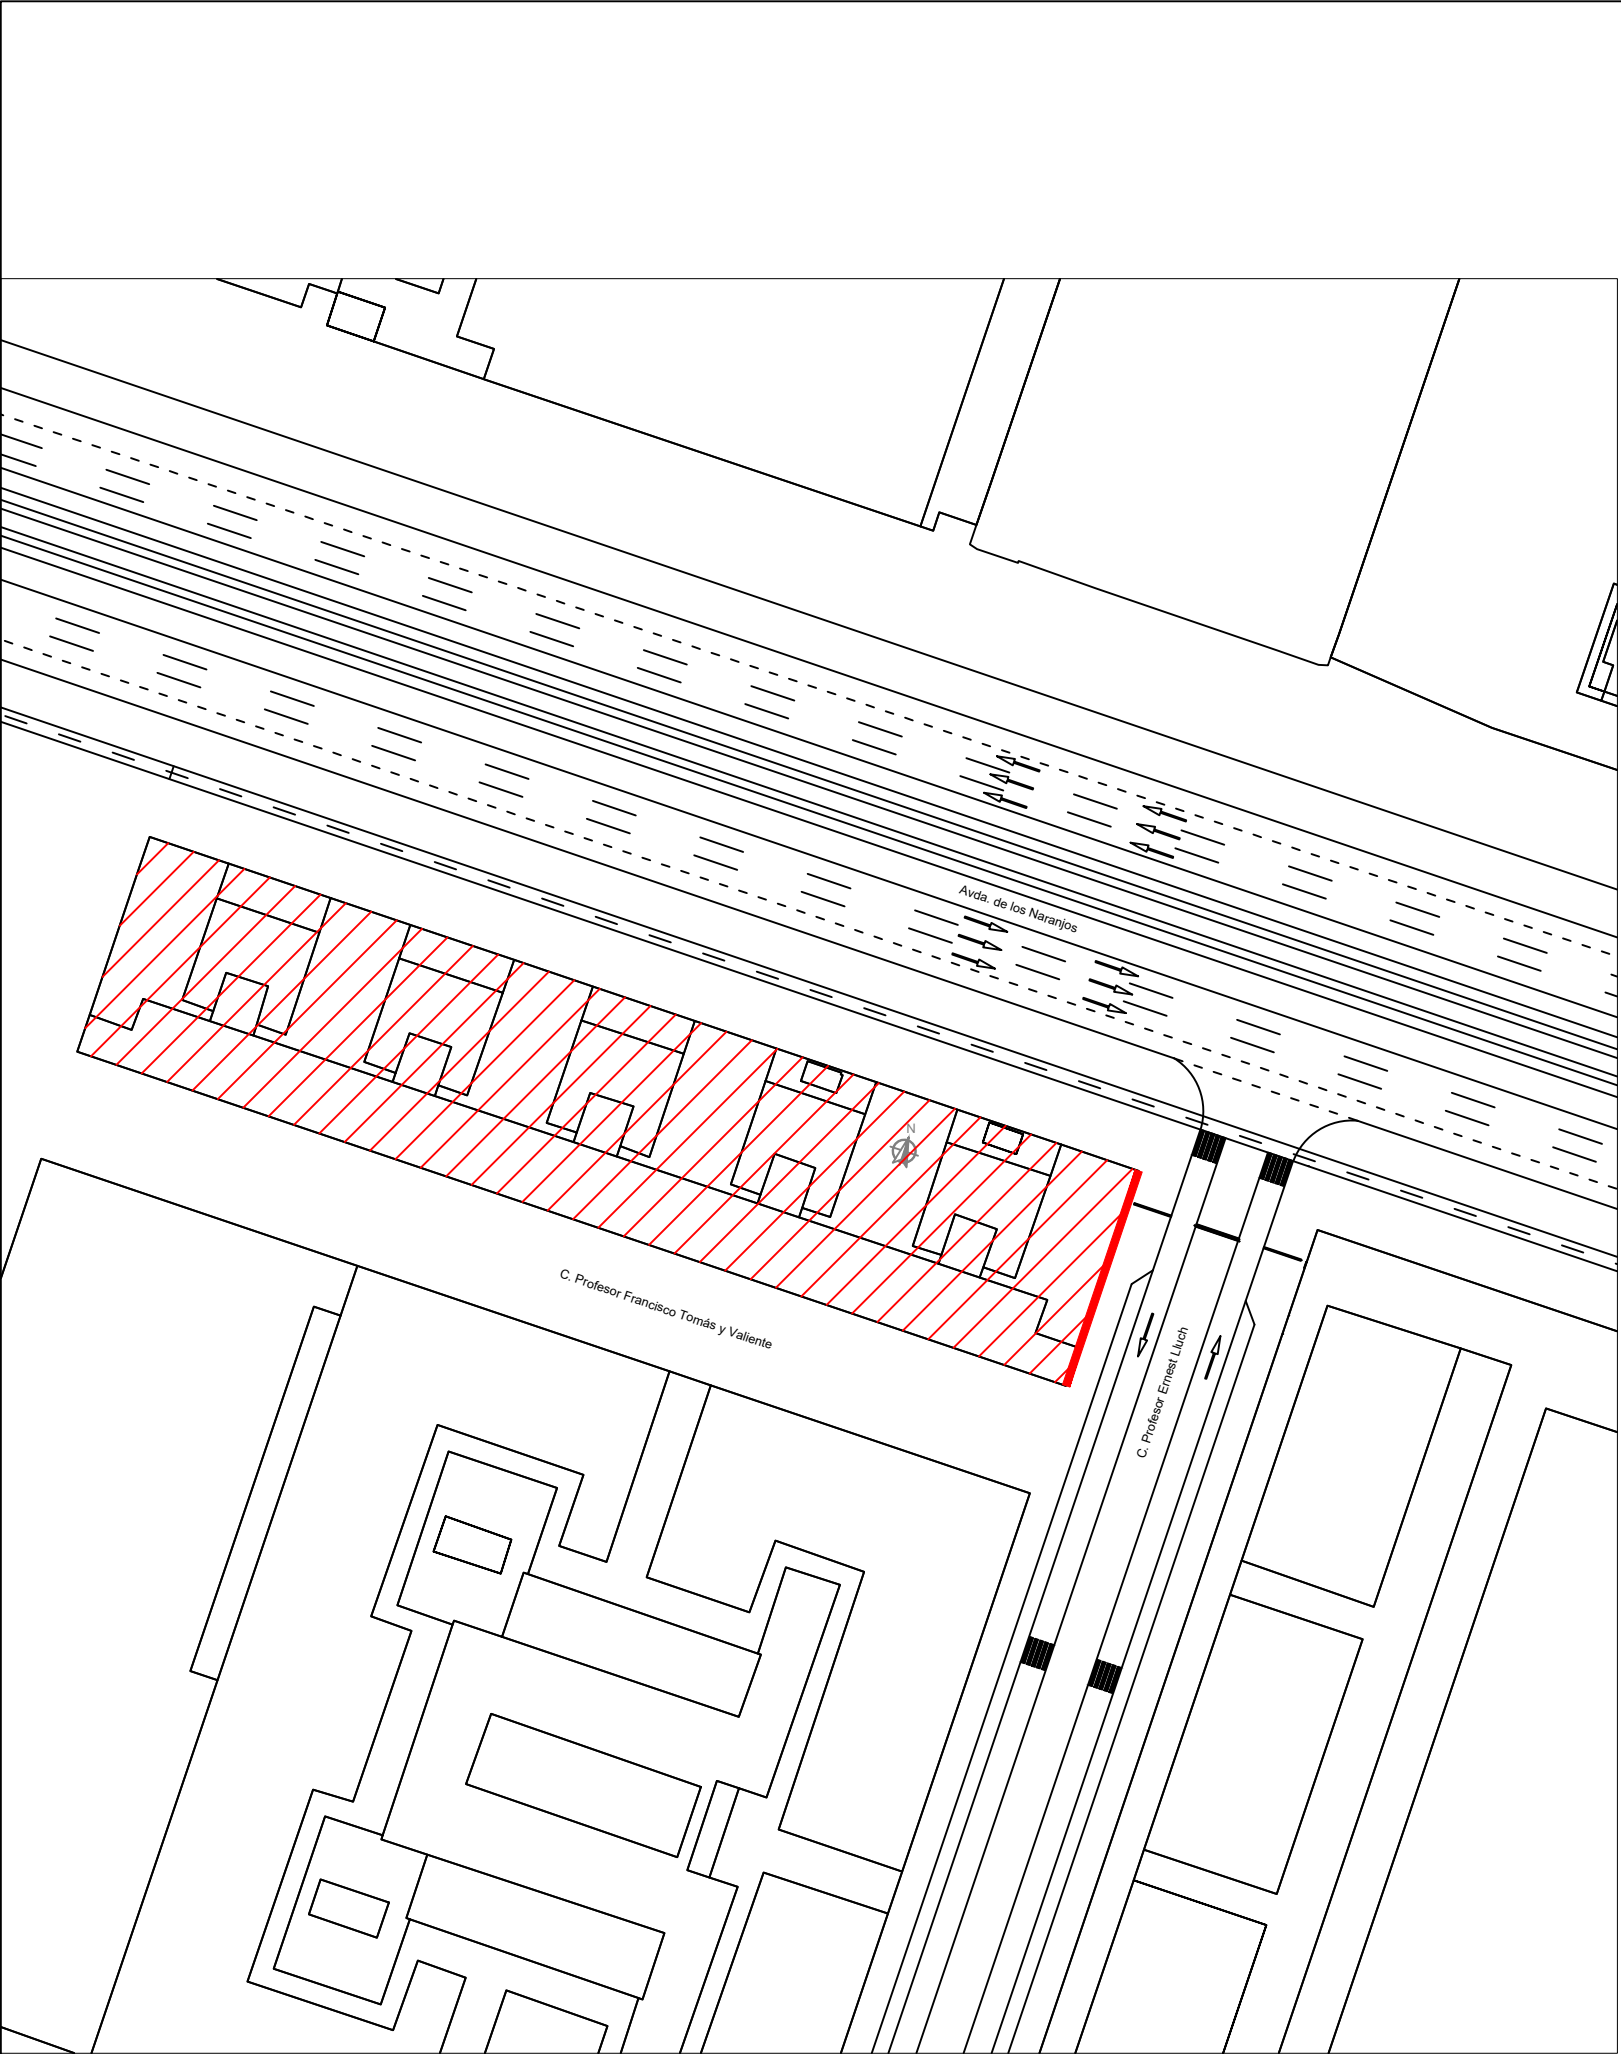 Avda. de los Naranjos
N
C. Profesor Francisco Tomás y Valiente
C. Profesor Ernest Lluch